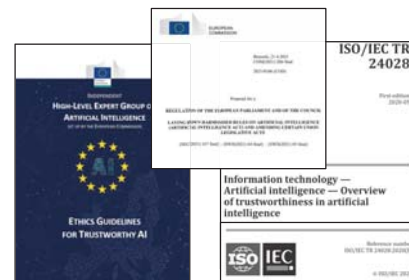 EUROPEAN
COMMISSION
Brussels, 21.4.2021
Proposal for a
REGULATION OF THE EUROPEAN PARLIAMENT AND OF THE COUNCIL
LAYING DOWN HARMONISED RULES ON ARTIFICIAL INTELLIGENCE
(ARTIFICIAL INTELLIGENCE ACT) AND AMENDING CERTAIN UNION
LEGISLATIVE ACTS
INDEPENDENT
HIGH-LEVEL EXPERT GROUP O
ARTIFICIAL INTELLIGENCE
SET UP BY THE EUROPEAN COMMISSION
AI
ETHICS GUIDELINES
FOR TRUSTWORTHY AI
ISO/IEC TR
24028
First edition
Information technology —
Artificial intelligence — Overview
of trustworthiness in artificial
intelligence
ISO IEC
Reference numbe